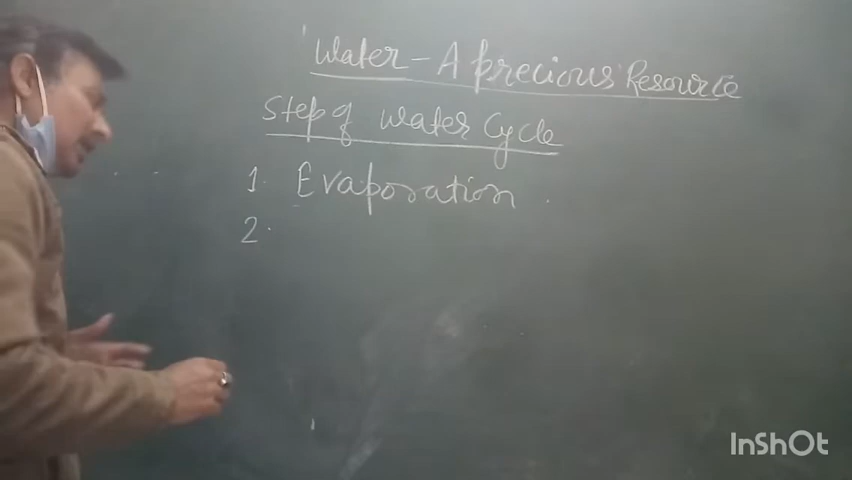 Water - A precious Resource
Step of Water Cycle
1. Evaporation
2.
InShOt